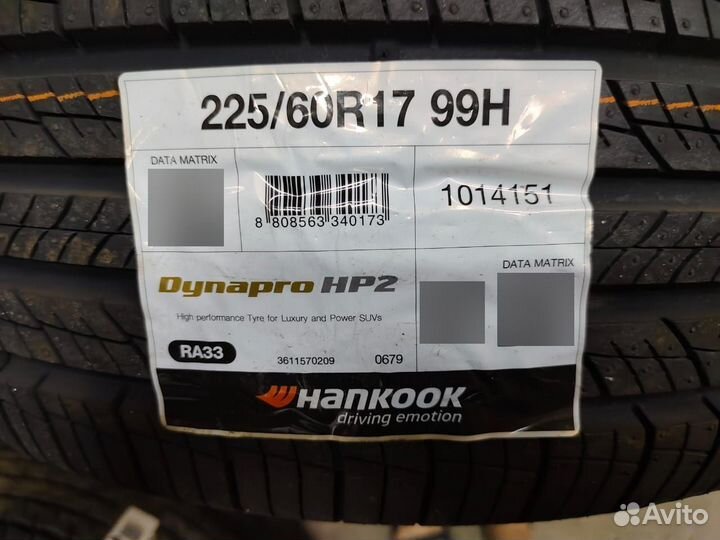 225/60R17 99H
DATA MATRIX
8 808563 340173
1014151
Dynapro HP2
High performance Tyre for Luxury and Power SUVs
DATA MATRIX
RA33
3611570209
0679
HANKOOK
driving emotion
Avito